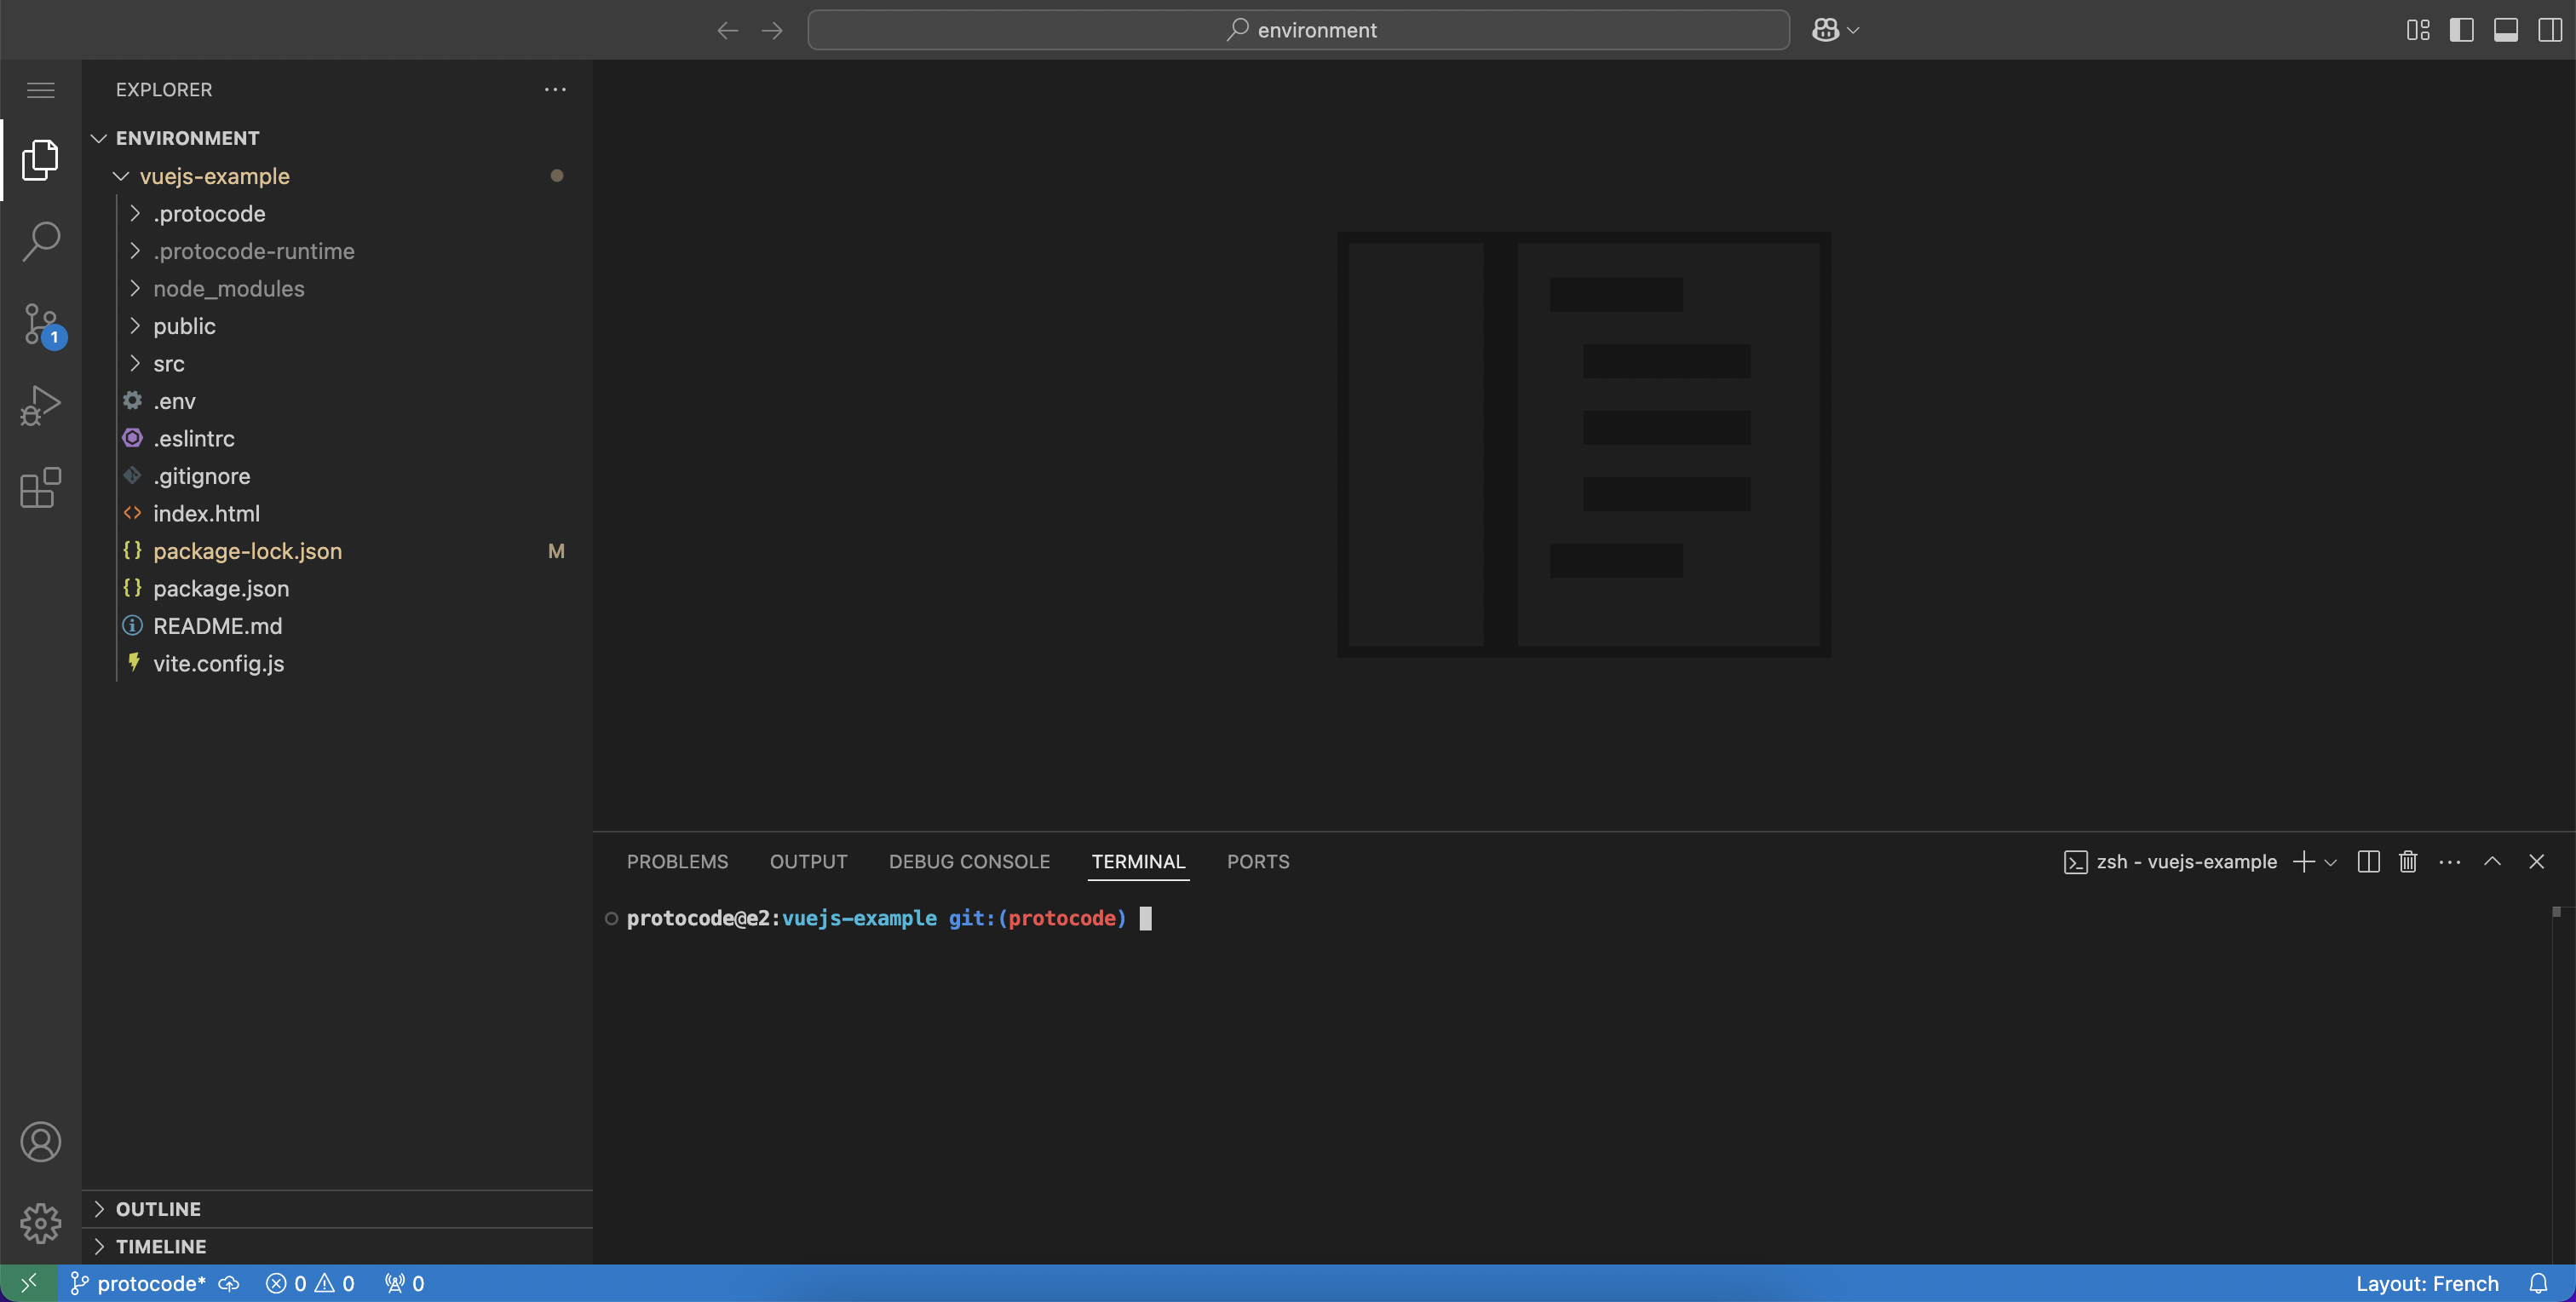 environment
EXPLORER
ENVIRONMENT
vuejs-example
.protocode
.protocode-runtime
node_modules
public
src
.env
.eslintrc
.gitignore
index.html
package-lock.json M
package.json
README.md
vite.config.js
1
OUTLINE
TIMELINE
PROBLEMS OUTPUT DEBUG CONSOLE TERMINAL PORTS zsh - vuejs-example
protocode@e2:vuejs-example git:(protocode)
protocode* 0 0 0 Layout: French